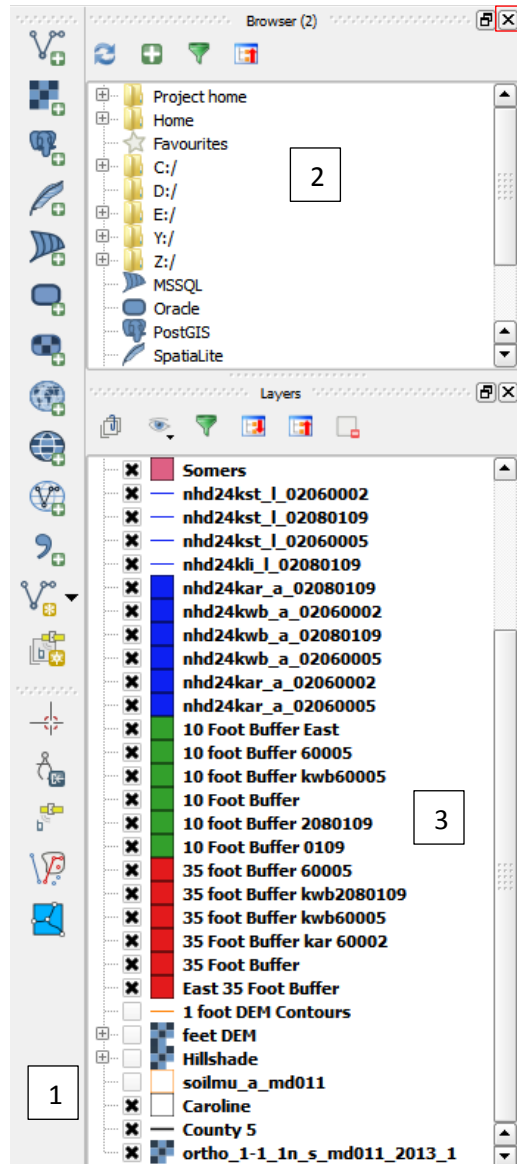 Browser (2)
Project home
Home
Favourites
C:/
D:/
E:/
Y:/
Z:/
MSSQL
Oracle
PostGIS
SpatiaLite
2
Layers
Somers
nhd24kst_l_02060002
nhd24kst_l_02080109
nhd24kst_l_02060005
nhd24kli_l_02080109
nhd24kar_a_02080109
nhd24kwb_a_02060002
nhd24kwb_a_02080109
nhd24kwb_a_02060005
nhd24kar_a_02060002
nhd24kar_a_02060005
10 Foot Buffer East
10 foot Buffer 60005
10 foot Buffer kwb60005
10 Foot Buffer
10 foot Buffer 2080109
10 Foot Buffer 0109
35 foot Buffer 60005
35 foot Buffer kwb2080109
35 foot Buffer kwb60005
35 Foot Buffer kar 60002
35 Foot Buffer
East 35 Foot Buffer
1 foot DEM Contours
feet DEM
Hillshade
soilmu_a_md011
Caroline
County 5
ortho_1-1_1n_s_md011_2013_1
3
1